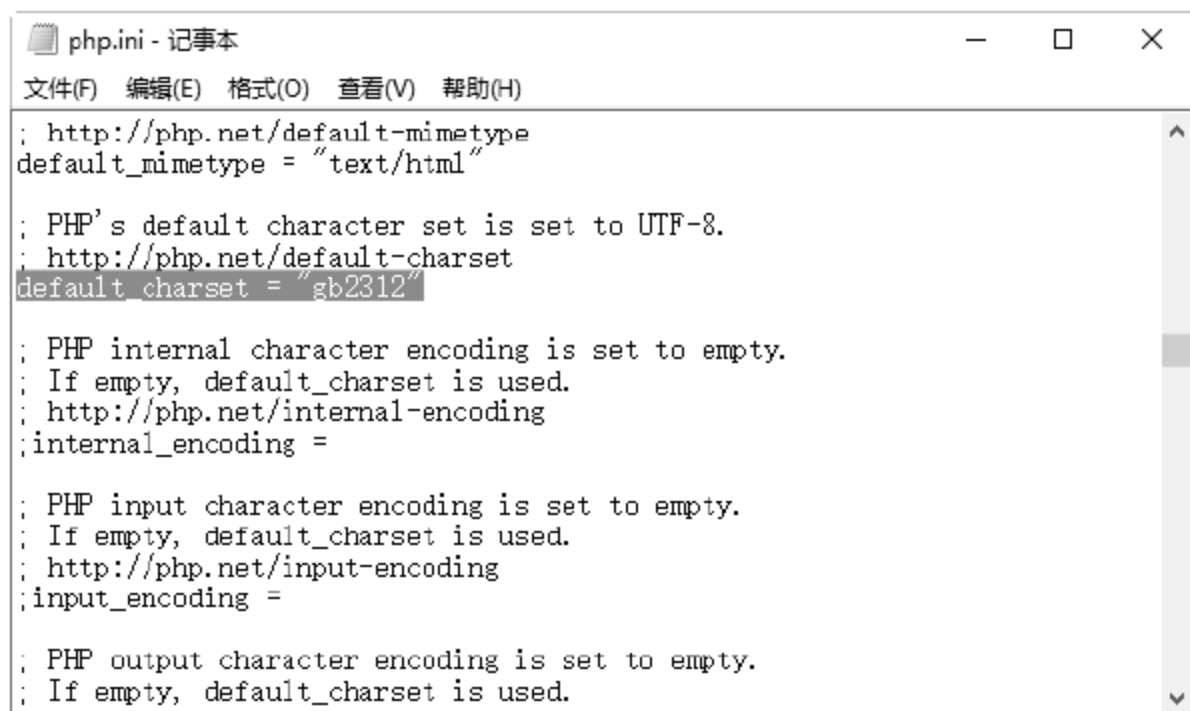 php.ini - 记事本
文件(F) 编辑(E) 格式(O) 查看(V) 帮助(H)
; http://php.net/default-mimetype
default_mimetype = "text/html"
; PHP's default character set is set to UTF-8.
; http://php.net/default-charset
default_charset = "gb2312"
; PHP internal character encoding is set to empty.
; If empty, default_charset is used.
; http://php.net/internal-encoding
;internal_encoding =
; PHP input character encoding is set to empty.
; If empty, default_charset is used.
; http://php.net/input-encoding
;input_encoding =
; PHP output character encoding is set to empty.
; If empty, default_charset is used.